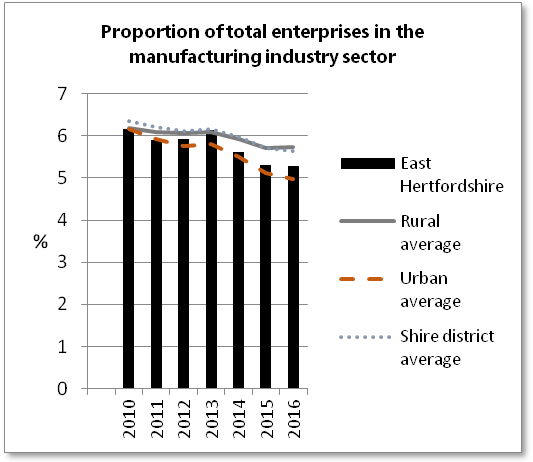 Proportion of total enterprises in the
manufacturing industry sector
7
6
5
4
3
2
1
0
%
2010
2011
2012
2013
2014
2015
2016
East
Hertfordshire
Rural
average
Urban
average
Shire district
average